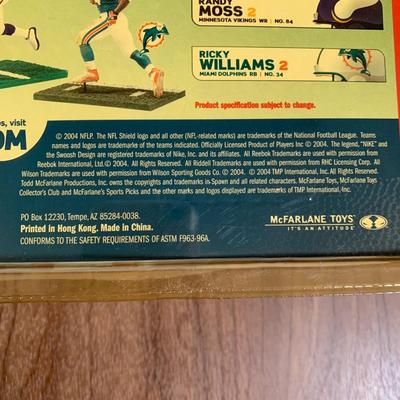 RANDY
MOSS 2
MINNESOTA VIKINGS WR | NO. 84
RICKY
WILLIAMS 2
MIAMI DOLPHINS RB | NO. 34
Product specification subject to change.
visit
OM
© 2004 NFLP. The NFL Shield logo and all other (NFL-related marks) are trademarks of the National Football League. Teams
names and logos are trademarks of the teams indicated. Officially Licensed Product of Players Inc © 2004. The legend, "NIKE" and
the Swoosh Design are registered trademarks of Nike, Inc. and its affiliates. All Reebok Trademarks are used with permission from
Reebok International, Ltd.© 2004. All Rights Reserved. All Riddell Trademarks are used with permission from RHC Licensing Corp. All
Wilson Trademarks are used with permission from Wilson Sporting Goods Co. © 2004. © 2004 TMP International, Inc. All Rights Reserved.
Todd McFarlane Productions, Inc. owns the copyrights and trademarks in Spawn and all related characters. McFarlane Toys, McFarlane Toys
Collector's Club and McFarlane's Sports Picks and the other marks and logos displayed are trademarks of TMP International, Inc.
PO Box 12230, Tempe, AZ 85284-0038.
Printed in Hong Kong. Made in China.
CONFORMS TO THE SAFETY REQUIREMENTS OF ASTM F963-96A.
McFARLANE TOYS
IT'S AN ATTITUDE